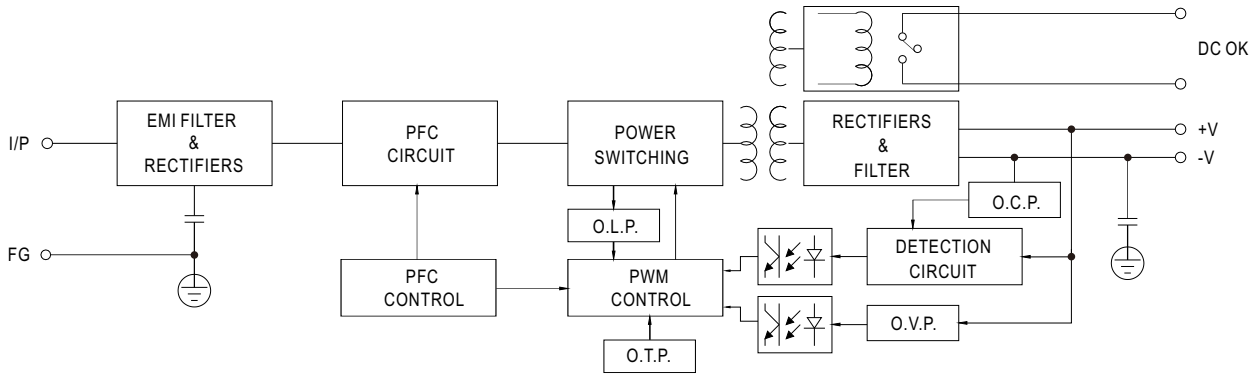 DC OK
I/P
EMI FILTER
&
RECTIFIERS
PFC
CIRCUIT
POWER
SWITCHING
RECTIFIERS
&
FILTER
+V
-V
O.C.P.
O.L.P.
FG
PFC
CONTROL
PWM
CONTROL
DETECTION
CIRCUIT
O.V.P.
O.T.P.